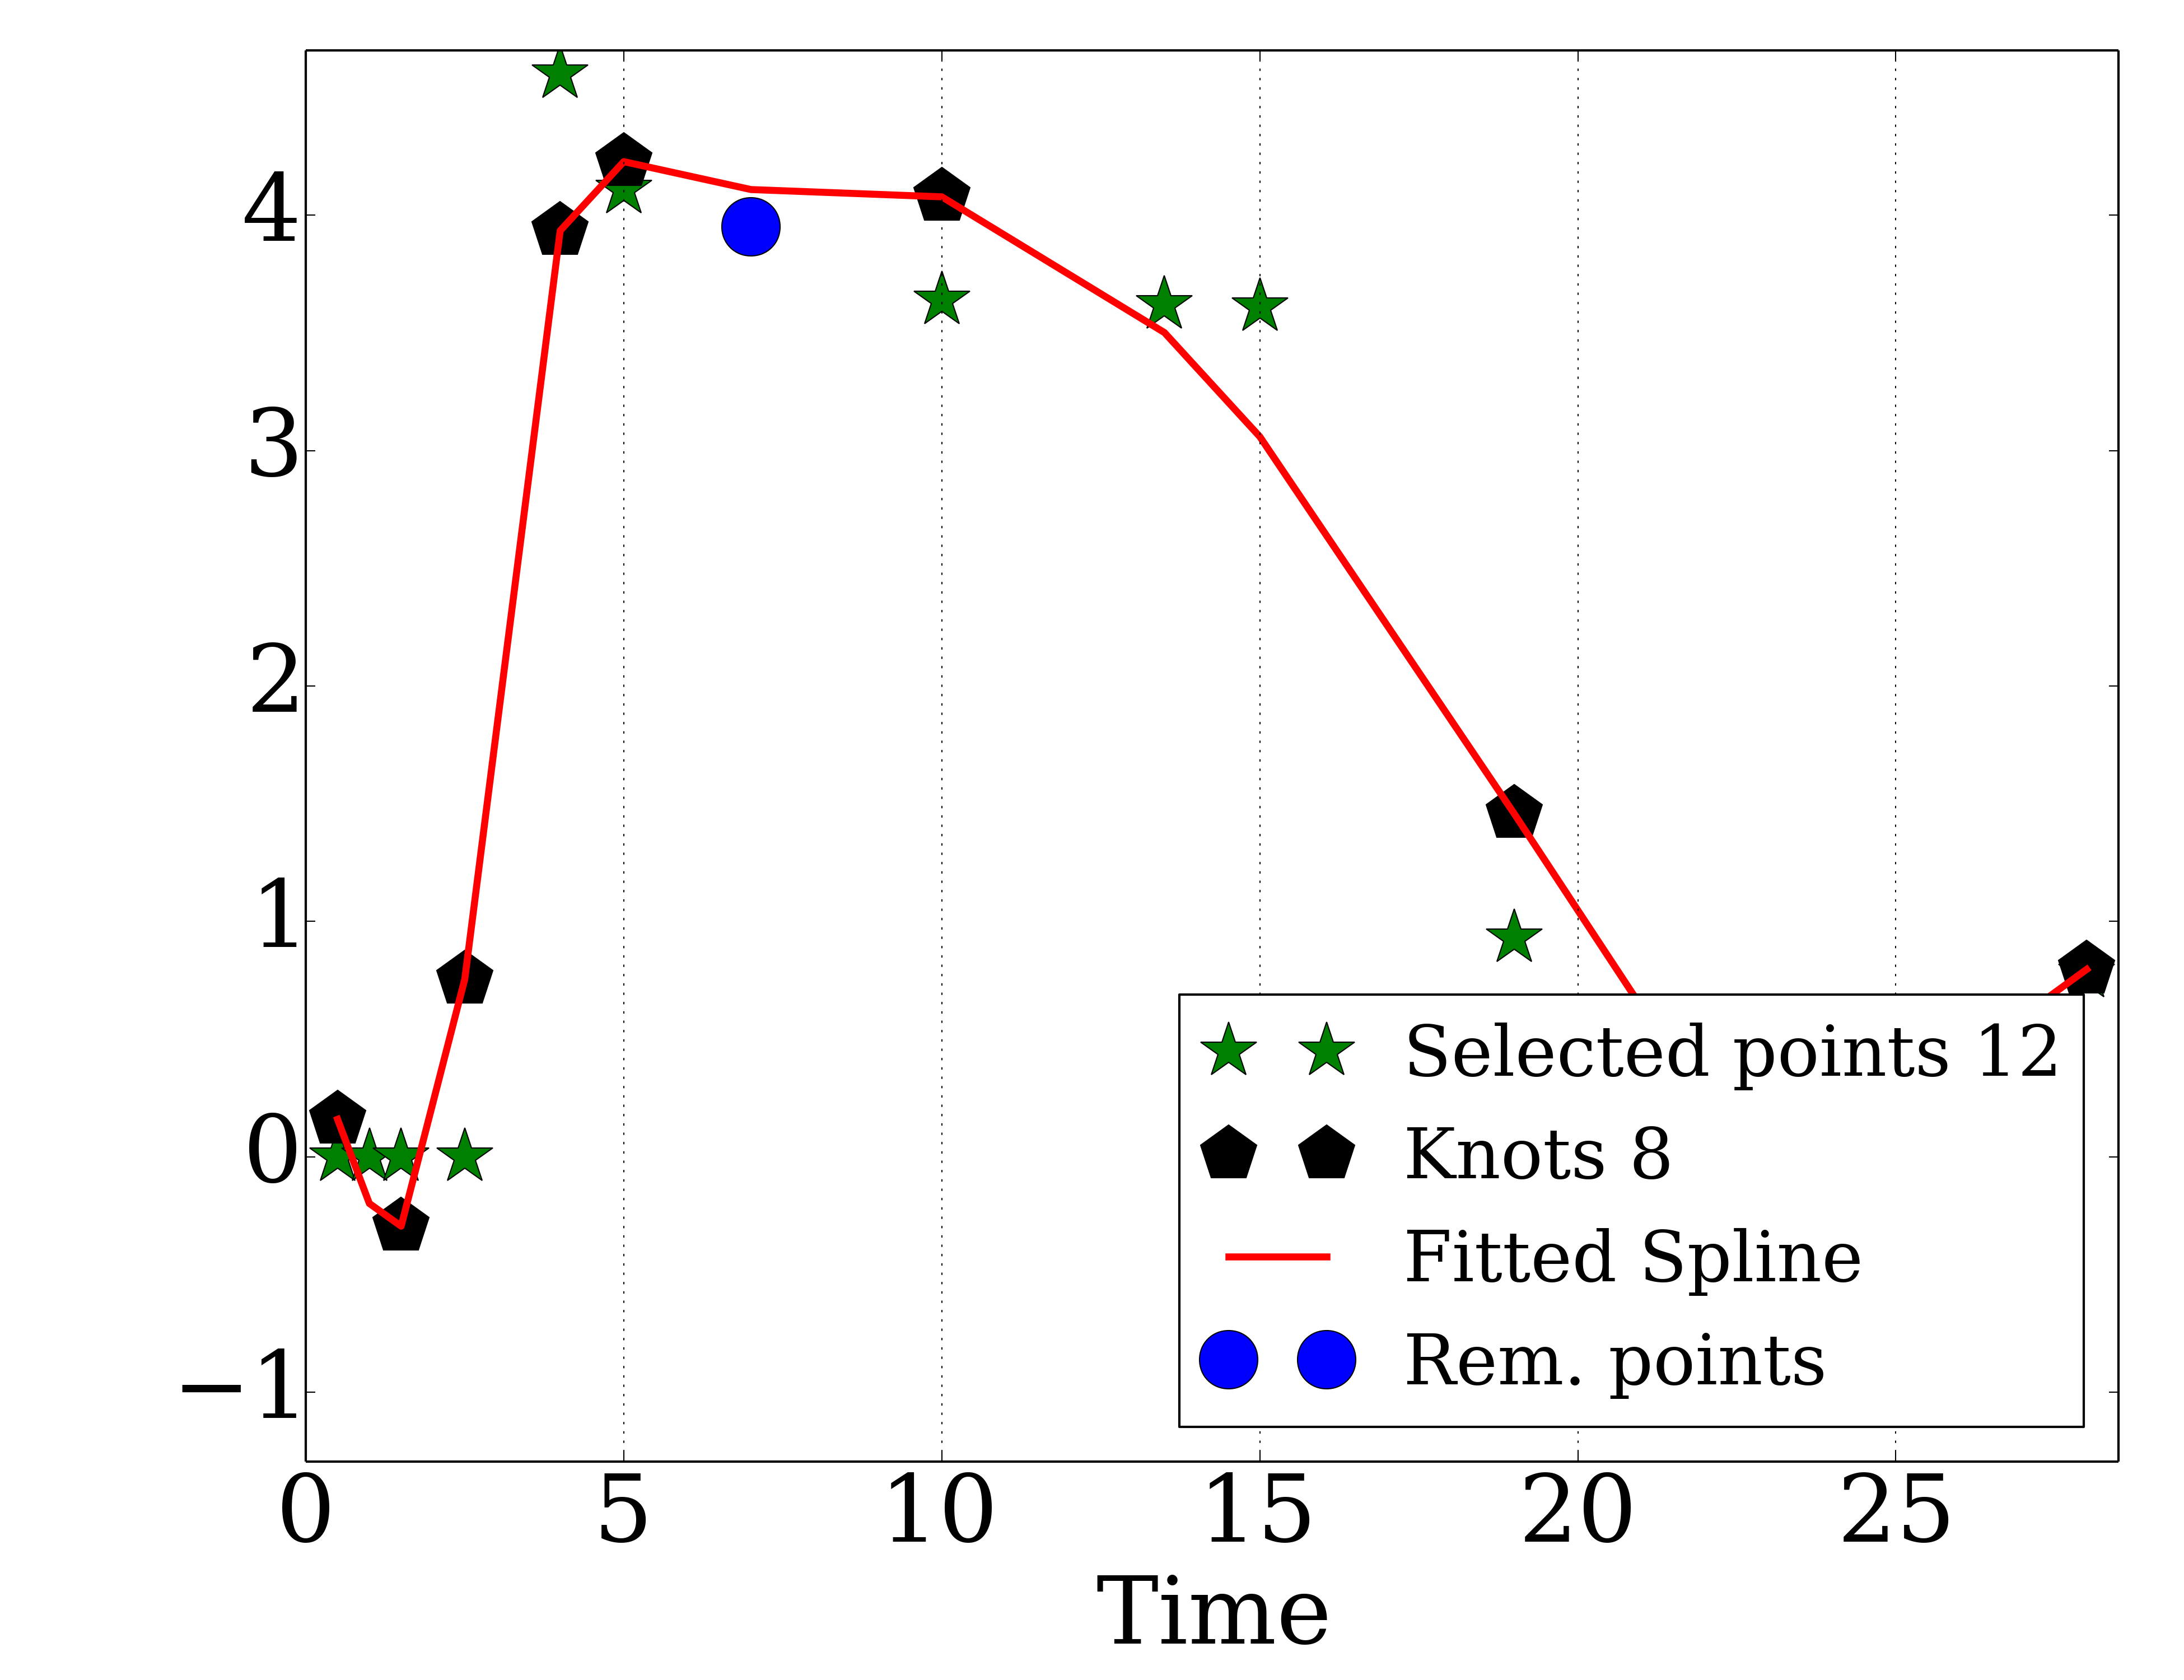 4
3
2
1
0
−1
Selected points 12
Knots 8
Fitted Spline
Rem. points
0 5 10 15 20 25
Time